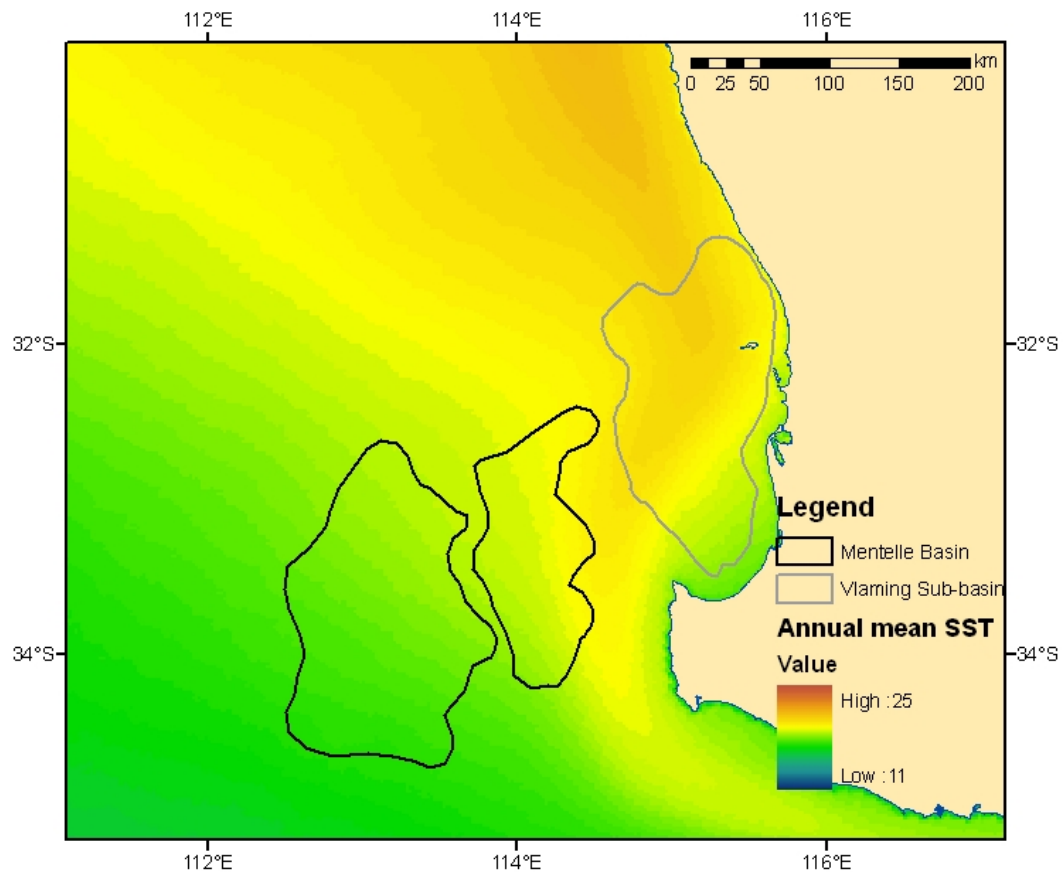 112°E 114°E 116°E
km
0 25 50 100 150 200
32°S 32°S
Legend
Mentelle Basin
Vlaming Sub-basin
Annual mean SST
34°S 34°S
Value
High : 25
Low : 11
112°E 114°E 116°E